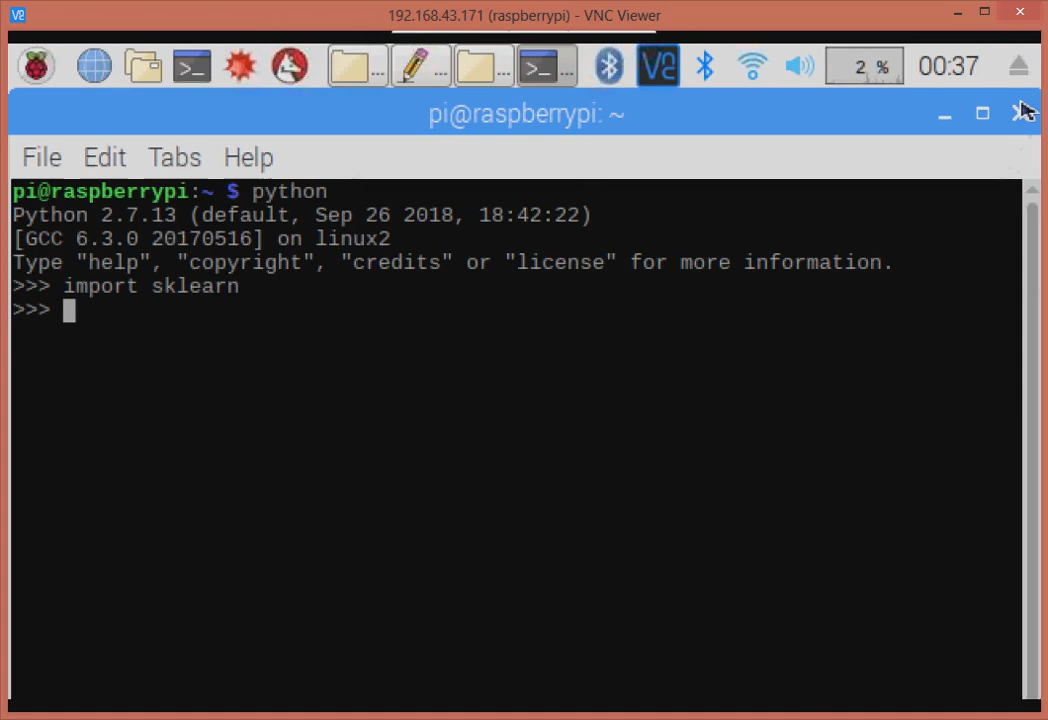 192.168.43.171 (raspberrypi) - VNC Viewer
2 %
00:37
pi@raspberrypi: ~
File Edit Tabs Help
pi@raspberrypi:~ $ python
Python 2.7.13 (default, Sep 26 2018, 18:42:22)
[GCC 6.3.0 20170516] on linux2
Type "help", "copyright", "credits" or "license" for more information.
>>> import sklearn
>>>